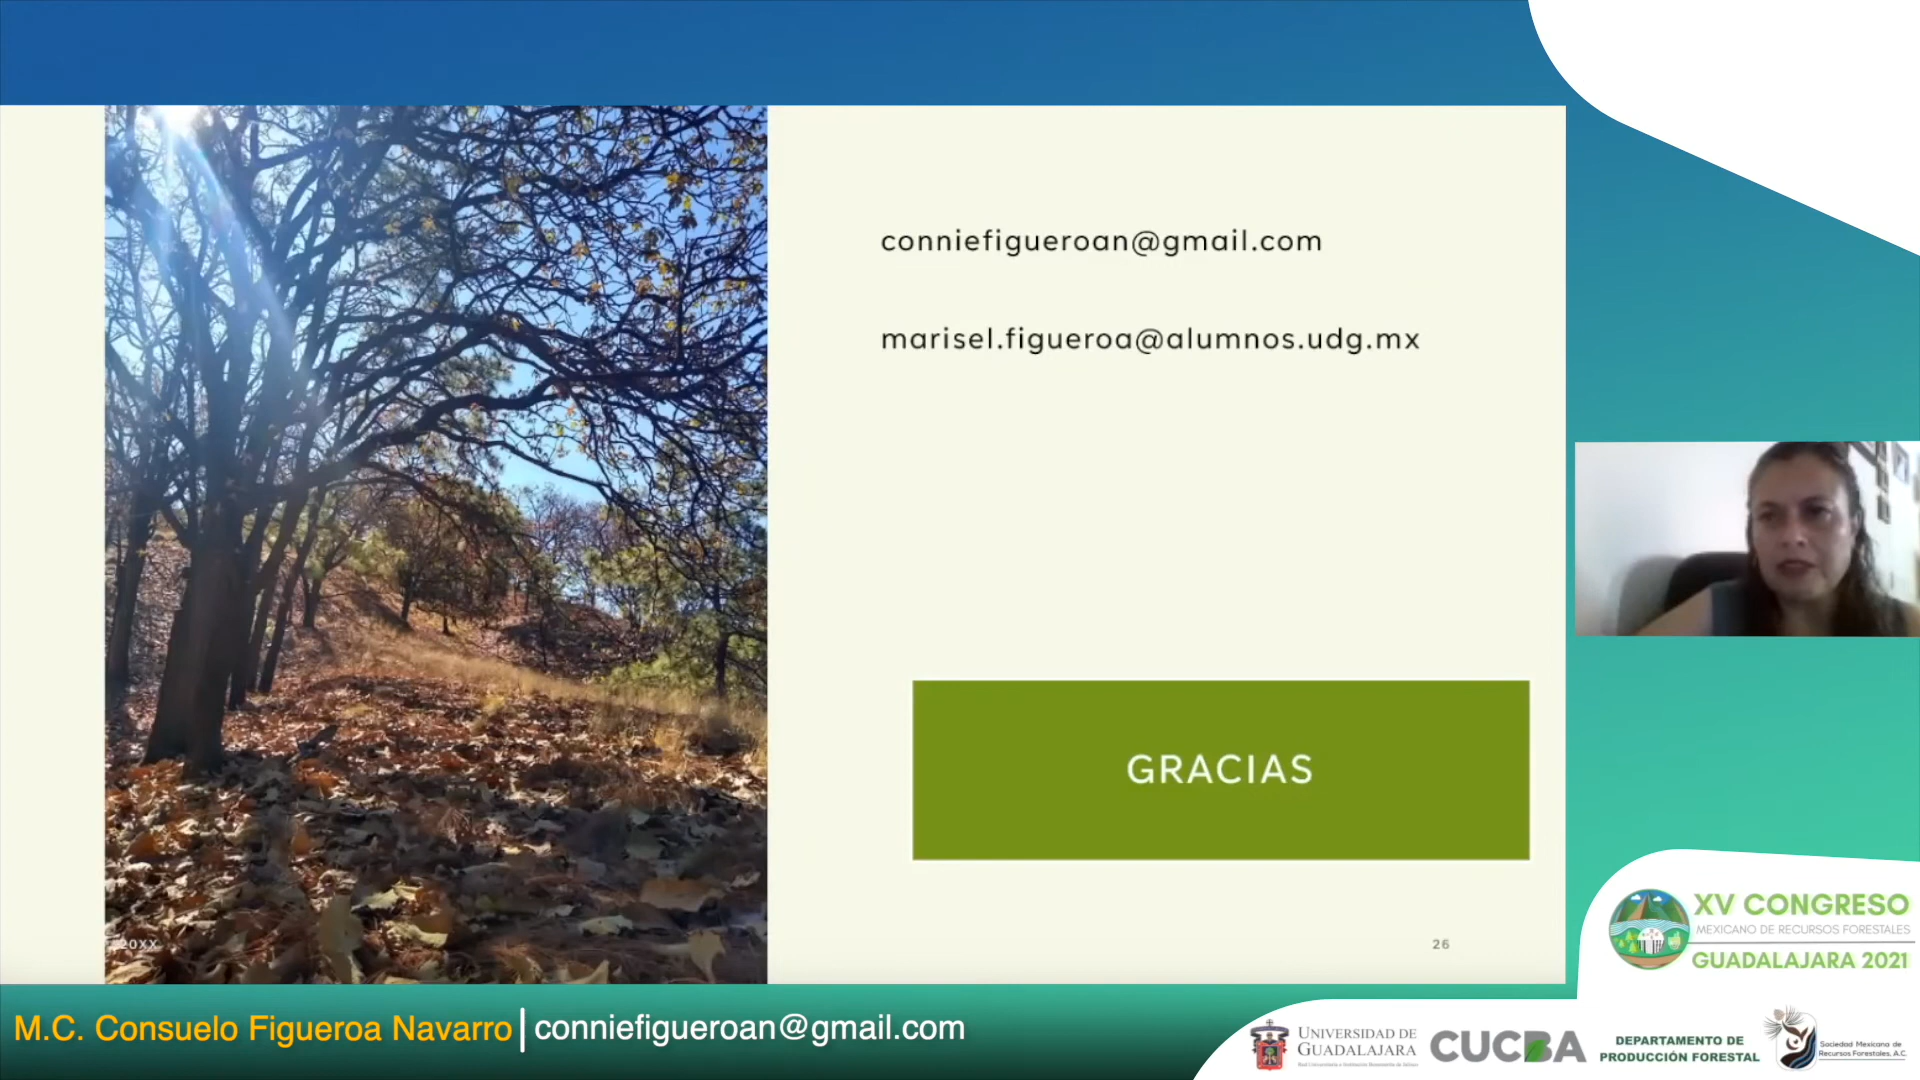 conniefigueroan@gmail.com
marisel.figueroa@alumnos.udg.mx
GRACIAS
20XX
26
XV CONGRESO
MEXICANO DE RECURSOS FORESTALES
GUADALAJARA 2021
M.C. Consuelo Figueroa Navarro
conniefigueroan@gmail.com
UNIVERSIDAD DE
GUADALAJARA
CUCBA
DEPARTAMENTO DE
PRODUCCIÓN FORESTAL
Sociedad Mexicana de
Recursos Forestales, A.C.